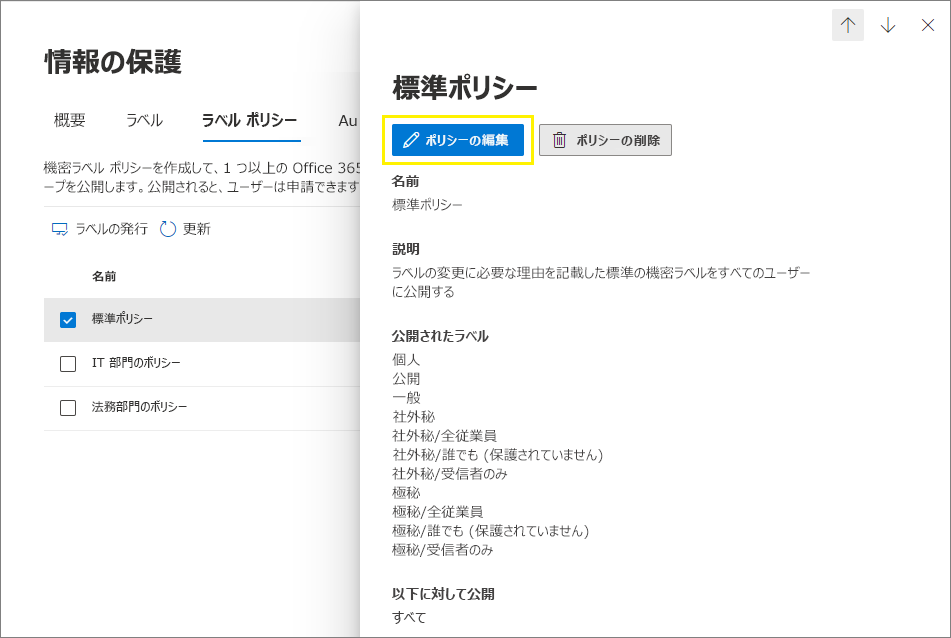 情報の保護
概要
ラベル
ラベル ポリシー
Au
機密ラベル ポリシーを作成して、1 つ以上の Office 365
ープを公開します。公開されると、ユーザーは申請できます
ラベルの発行
更新
名前
標準ポリシー
IT 部門のポリシー
法務部門のポリシー
標準ポリシー
ポリシーの編集
ポリシーの削除
名前
標準ポリシー
説明
ラベルの変更に必要な理由を記載した標準の機密ラベルをすべてのユーザー
に公開する
公開されたラベル
個人
公開
一般
社外秘
社外秘/全従業員
社外秘/誰でも (保護されていません)
社外秘/受信者のみ
極秘
極秘/全従業員
極秘/誰でも (保護されていません)
極秘/受信者のみ
以下に対して公開
すべて